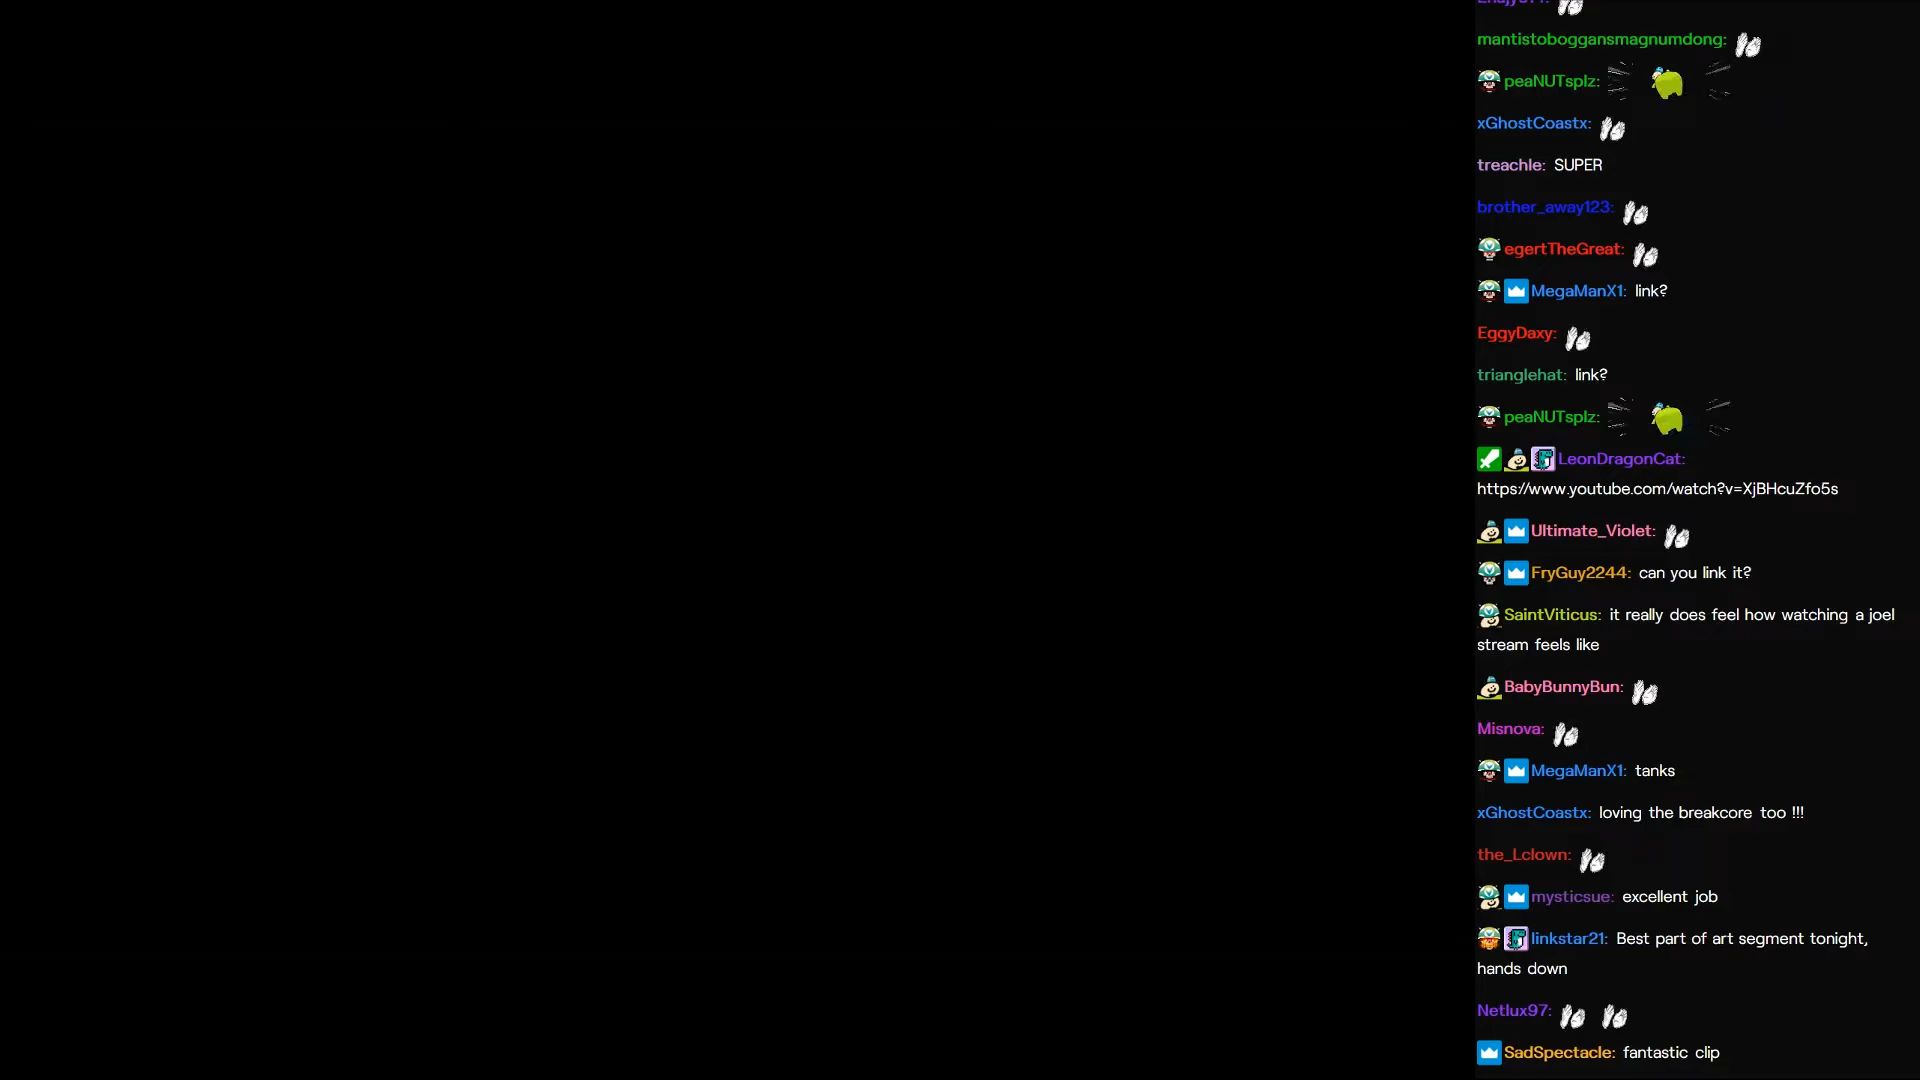 mantistoboggansmagnumdong:
peaNUTsplz:
xGhostCoastx:
treachle: SUPER
brother_away123:
egertTheGreat:
MegaManX1: link?
EggyDaxy:
trianglehat: link?
peaNUTsplz:
LeonDragonCat:
https://www.youtube.com/watch?v=XjBHcuZfo5s
Ultimate_Violet:
FryGuy2244: can you link it?
SaintViticus: it really does feel how watching a joel
stream feels like
BabyBunnyBun:
Misnova:
MegaManX1: tanks
xGhostCoastx: loving the breakcore too !!!
the_Lclown:
mysticsue: excellent job
linkstar21: Best part of art segment tonight,
hands down
Netlux97:
SadSpectacle: fantastic clip